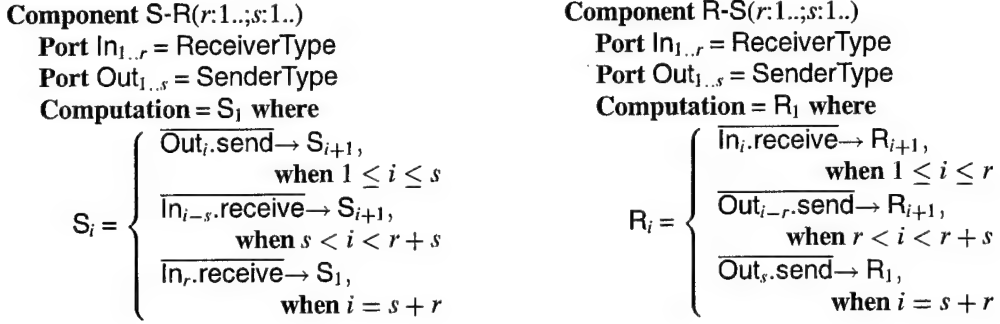 Component S-R(r:1..;s:1..)
Port In₁..ᵣ = ReceiverType
Port Out₁..ₛ = SenderType
Computation = S₁ where
Sᵢ = {
Outᵢ.send → Sᵢ₊₁,
when 1 ≤ i ≤ s
Inᵢ₋ₛ.receive → Sᵢ₊₁,
when s < i < r + s
Inᵣ.receive → S₁,
when i = s + r
Component R-S(r:1..;s:1..)
Port In₁..ᵣ = ReceiverType
Port Out₁..ₛ = SenderType
Computation = R₁ where
Rᵢ = {
Inᵢ.receive → Rᵢ₊₁,
when 1 ≤ i ≤ r
Outᵢ₋ᵣ.send → Rᵢ₊₁,
when r < i < r + s
Outₛ.send → R₁,
when i = s + r